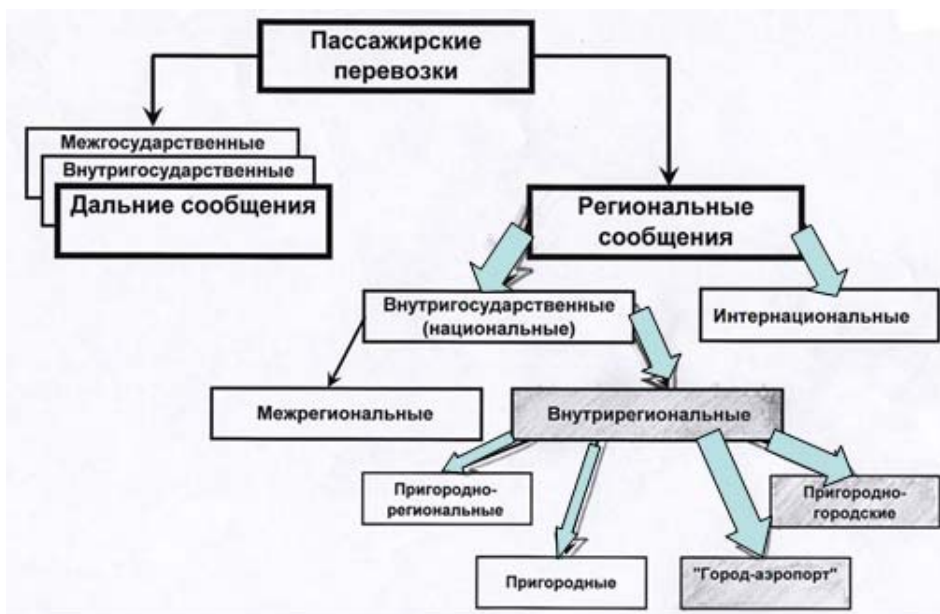 Пассажирские
перевозки
Межгосударственные
Внутригосударственные
Дальние сообщения
Региональные
сообщения
Внутригосударственные
(национальные)
Интернациональные
Межрегиональные
Внутрирегиональные
Пригородно-
региональные
Пригородно-
городские
Пригородные
"Город-аэропорт"